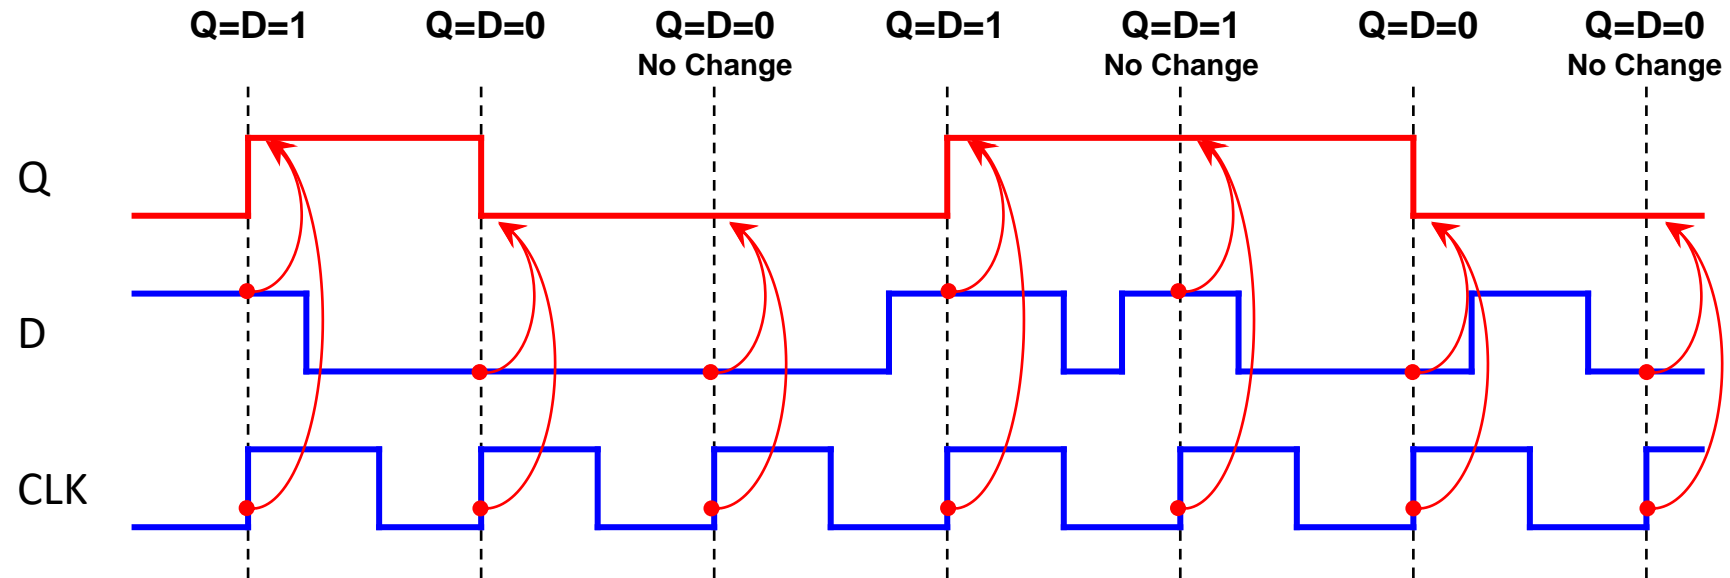 Q=D=1 Q=D=0 Q=D=0 Q=D=1 Q=D=1 Q=D=0 Q=D=0
No Change No Change No Change
Q
D
CLK